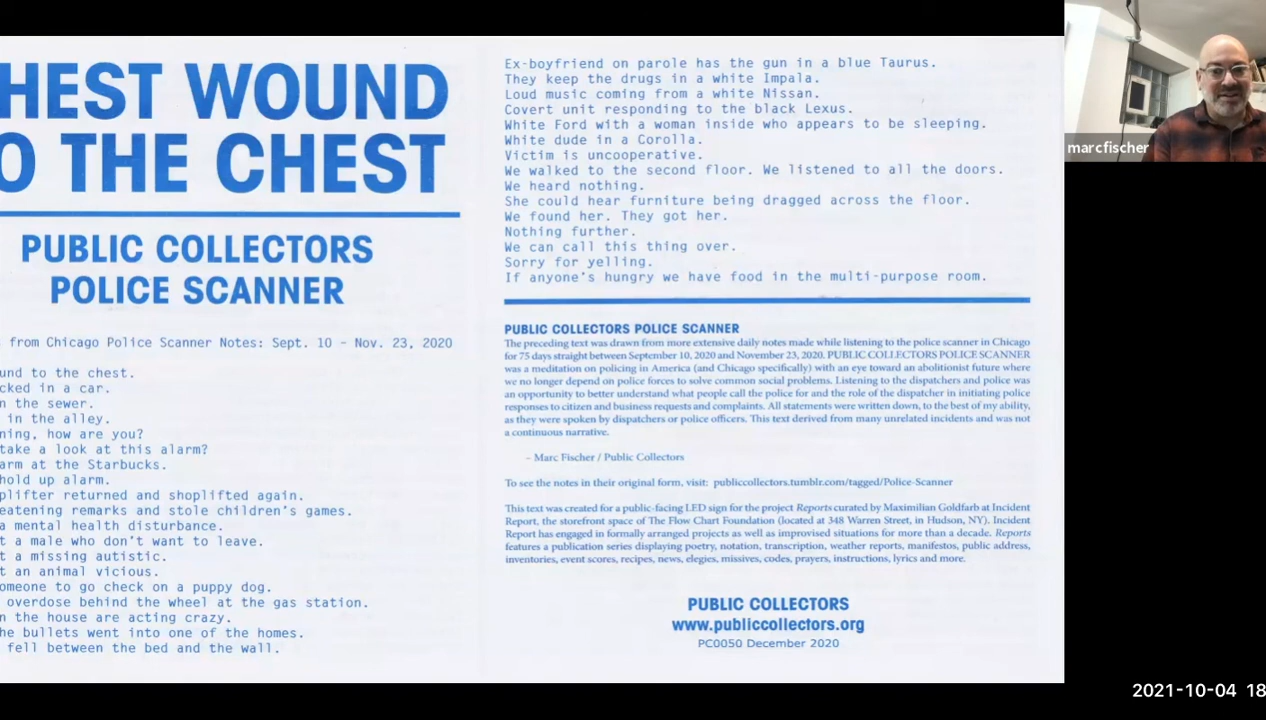 HEST WOUND
O THE CHEST
PUBLIC COLLECTORS
POLICE SCANNER
from Chicago Police Scanner Notes: Sept. 10 - Nov. 23, 2020
und to the chest.
cked in a car.
n the sewer.
in the alley.
ning, how are you?
take a look at this alarm?
arm at the Starbucks.
hold up alarm.
plifter returned and shoplifted again.
eatening remarks and stole children's games.
a mental health disturbance.
t a male who don't want to leave.
t a missing autistic.
t an animal vicious.
omeone to go check on a puppy dog.
overdose behind the wheel at the gas station.
n the house are acting crazy.
he bullets went into one of the homes.
fell between the bed and the wall.
Ex-boyfriend on parole has the gun in a blue Taurus.
They keep the drugs in a white Impala.
Loud music coming from a white Nissan.
Covert unit responding to the black Lexus.
White Ford with a woman inside who appears to be sleeping.
White dude in a Corolla.
Victim is uncooperative.
We walked to the second floor. We listened to all the doors.
We heard nothing.
She could hear furniture being dragged across the floor.
We found her. They got her.
Nothing further.
We can call this thing over.
Sorry for yelling.
If anyone's hungry we have food in the multi-purpose room.
PUBLIC COLLECTORS POLICE SCANNER
The preceding text was drawn from more extensive daily notes made while listening to the police scanner in Chicago
for 75 days straight between September 10, 2020 and November 23, 2020. PUBLIC COLLECTORS POLICE SCANNER
was a meditation on policing in America (and Chicago specifically) with an eye toward an abolitionist future where
we no longer depend on police forces to solve common social problems. Listening to the dispatchers and police was
an opportunity to better understand what people call the police for and the role of the dispatcher in initiating police
responses to citizen and business requests and complaints. All statements were written down, to the best of my ability,
as they were spoken by dispatchers or police officers. This text derived from many unrelated incidents and was not
a continuous narrative.
– Marc Fischer / Public Collectors
To see the notes in their original form, visit: publiccollectors.tumblr.com/tagged/Police-Scanner
This text was created for a public-facing LED sign for the project Reports curated by Maximilian Goldfarb at Incident
Report, the storefront space of The Flow Chart Foundation (located at 348 Warren Street, in Hudson, NY). Incident
Report has engaged in formally arranged projects as well as improvised situations for more than a decade. Reports
features a publication series displaying poetry, notation, transcription, weather reports, manifestos, public address,
inventories, event scores, recipes, news, elegies, missives, codes, prayers, instructions, lyrics and more.
PUBLIC COLLECTORS
www.publiccollectors.org
PC0050 December 2020
marcfischer
2021-10-04 18